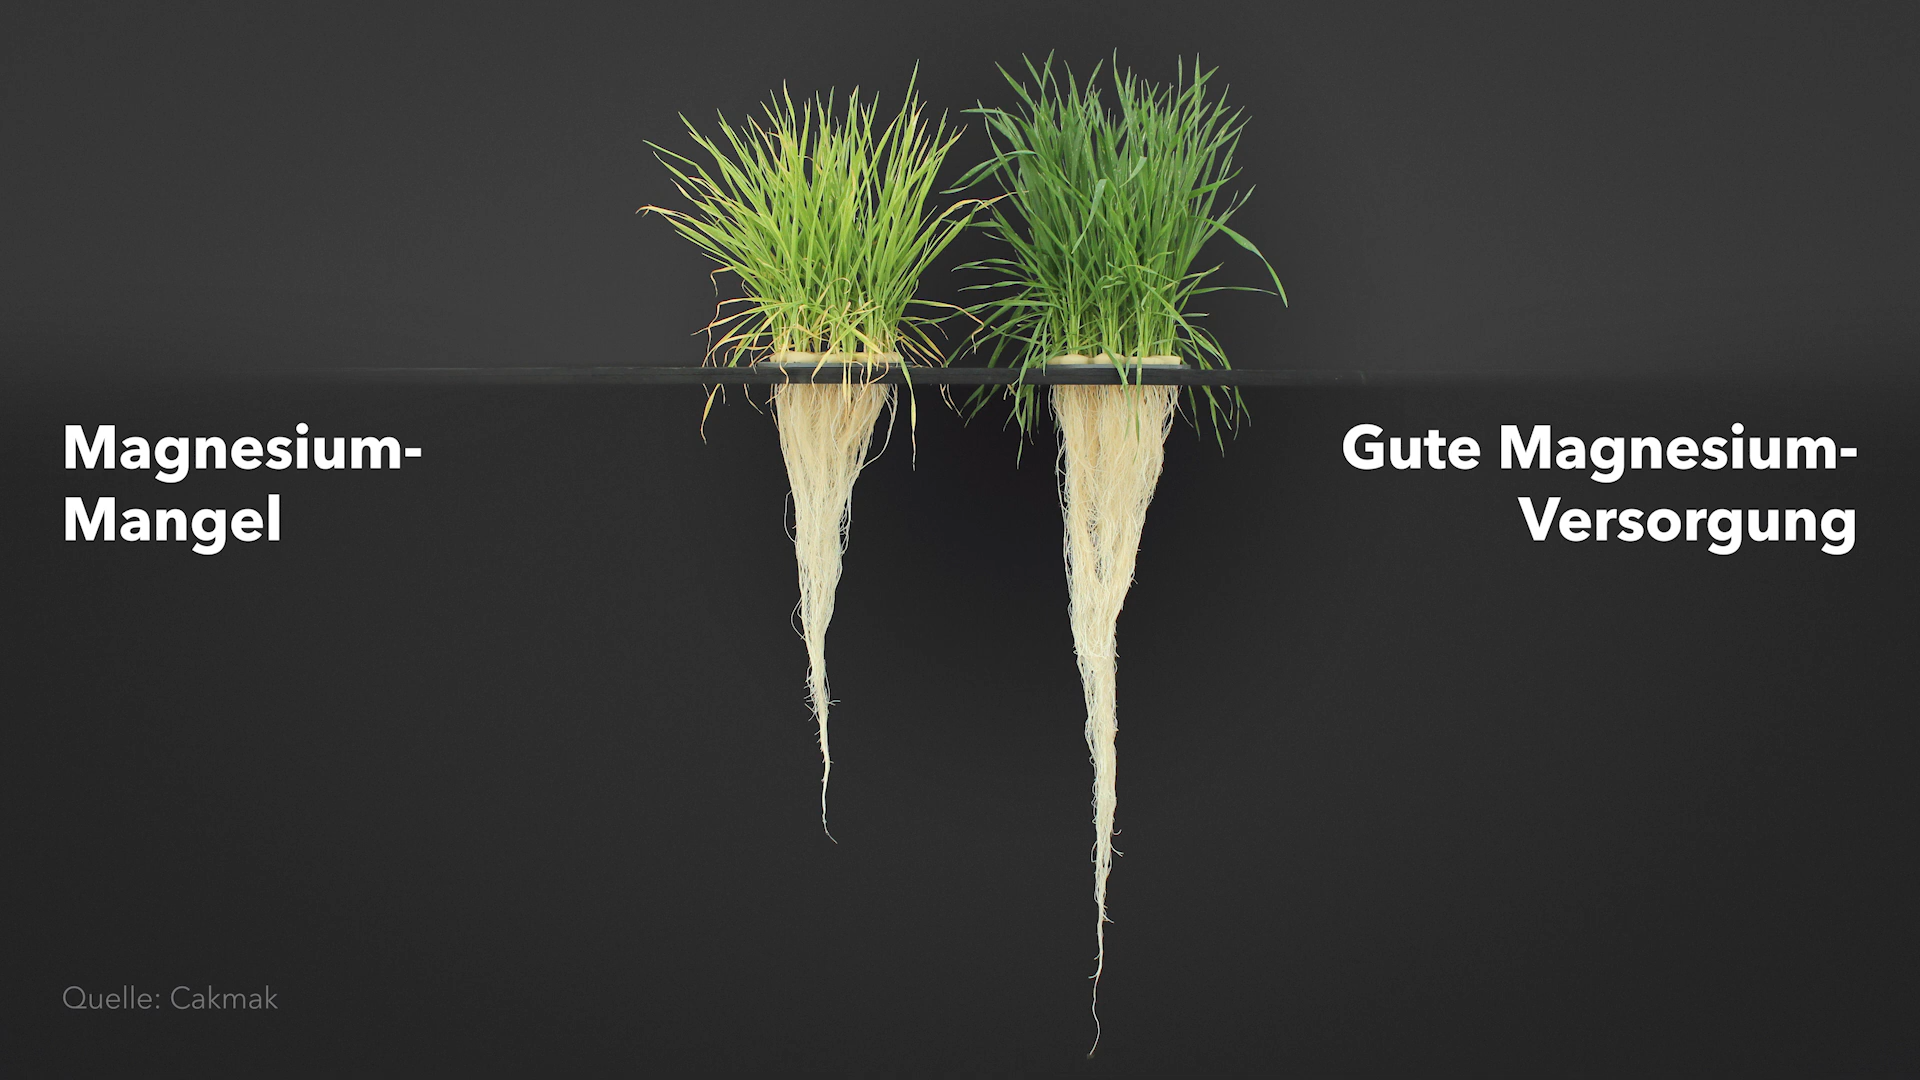 Magnesium-
Mangel
Gute Magnesium-
Versorgung
Quelle: Cakmak